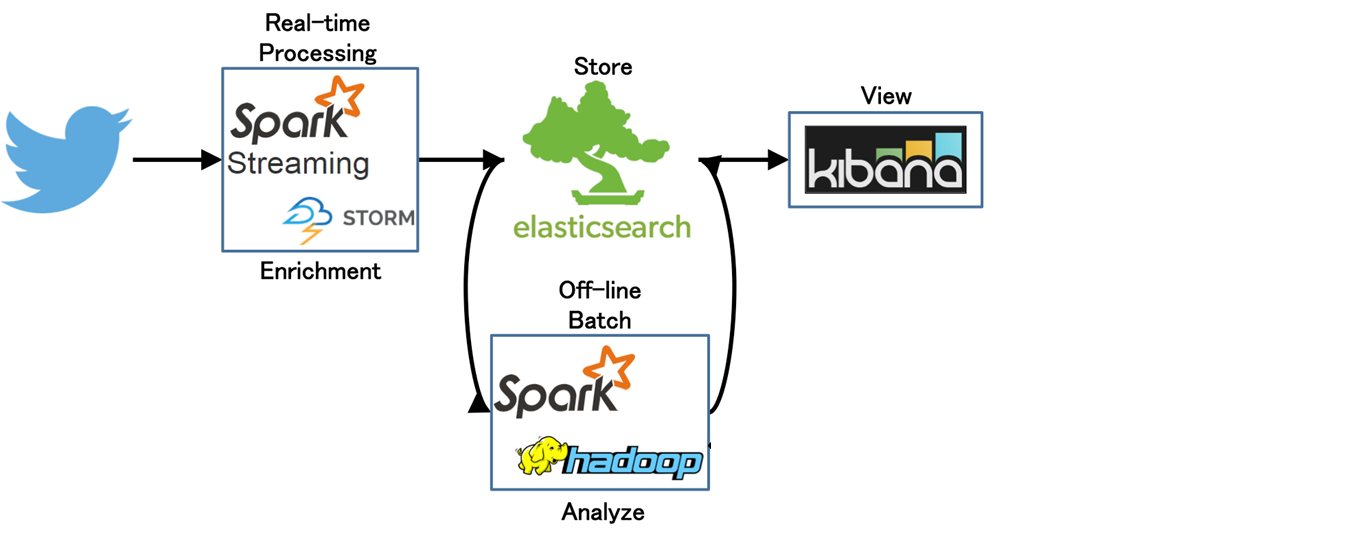 Real-time
Processing
Spark
Streaming
STORM
Enrichment
Store
elasticsearch
Off-line
Batch
Spark
hadoop
Analyze
View
kibana